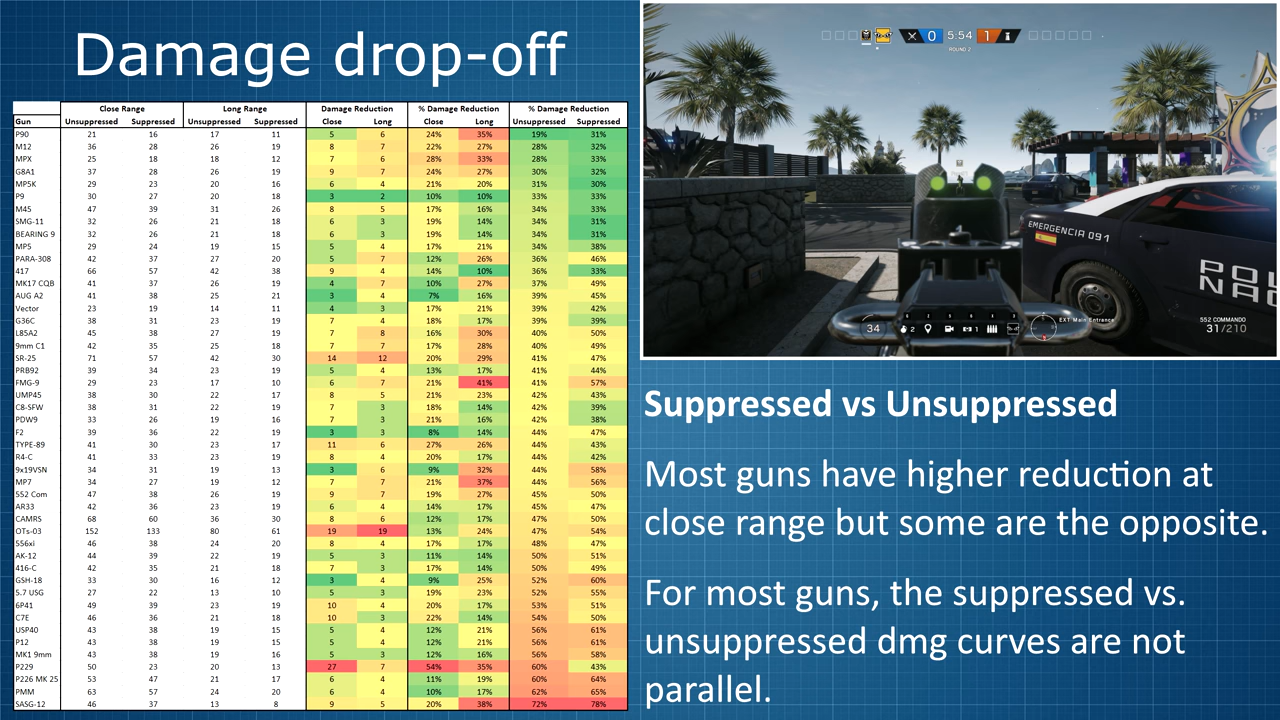 Damage drop-off
Close Range Long Range Damage Reduction % Damage Reduction % Damage Reduction
Gun Unsuppressed Suppressed Unsuppressed Suppressed Close Long Close Long Unsuppressed Suppressed
P90 21 16 17 11 5 6 24% 35% 19% 31%
M12 36 28 26 19 8 7 22% 27% 28% 32%
MPX 25 18 18 12 7 6 28% 33% 28% 33%
G8A1 37 28 26 19 9 7 24% 27% 30% 32%
MP5K 29 23 20 16 6 4 21% 20% 31% 30%
P9 30 27 20 18 3 2 10% 10% 33% 33%
M45 47 39 31 26 8 5 17% 16% 34% 33%
SMG-11 32 26 21 18 6 3 19% 14% 34% 31%
BEARING 9 32 26 21 18 6 3 19% 14% 34% 31%
MP5 29 24 19 15 5 4 17% 21% 34% 38%
PARA-308 42 37 27 20 5 7 12% 26% 36% 46%
417 66 57 42 38 9 4 14% 10% 36% 33%
MK17 CQB 41 37 26 19 4 7 10% 27% 37% 49%
AUG A2 41 38 25 21 3 4 7% 16% 39% 45%
Vector 23 19 14 11 4 3 17% 21% 39% 42%
G36C 38 31 23 19 7 4 18% 17% 39% 39%
L85A2 45 38 27 19 7 8 16% 30% 40% 50%
9mm C1 42 35 25 18 7 7 17% 28% 40% 49%
SR-25 71 57 42 30 14 12 20% 29% 41% 47%
PRB92 39 34 23 19 5 4 13% 17% 41% 44%
FMG-9 29 23 17 10 6 7 21% 41% 41% 57%
UMP45 38 30 22 17 8 5 21% 23% 42% 43%
C8-SFW 38 31 22 19 7 3 18% 14% 42% 39%
PDW9 33 26 19 16 7 3 21% 16% 42% 38%
F2 39 36 22 19 3 3 8% 14% 44% 47%
TYPE-89 41 30 23 17 11 6 27% 26% 44% 43%
R4-C 41 33 23 19 8 4 20% 17% 44% 42%
9x19VSN 34 31 19 13 3 6 9% 32% 44% 58%
MP7 34 27 19 12 7 7 21% 37% 44% 56%
552 Com 47 38 26 19 9 7 19% 27% 45% 50%
AR33 42 36 23 19 6 4 14% 17% 45% 47%
CAMRS 68 60 36 30 8 6 12% 17% 47% 50%
OTs-03 152 133 80 61 19 19 13% 24% 47% 54%
556xi 46 38 24 20 8 4 17% 17% 48% 47%
AK-12 44 39 22 19 5 3 11% 14% 50% 51%
416-C 42 35 21 18 7 3 17% 14% 50% 49%
GSH-18 33 30 16 12 3 4 9% 25% 52% 60%
5.7 USG 27 22 13 10 5 3 19% 23% 52% 55%
6P41 49 39 23 19 10 4 20% 17% 53% 51%
C7E 46 36 21 18 10 3 22% 14% 54% 50%
USP40 43 38 19 15 5 4 12% 21% 56% 61%
P12 43 38 19 15 5 4 12% 21% 56% 61%
MK1 9mm 43 38 19 16 5 3 12% 16% 56% 58%
P229 50 23 20 13 27 7 54% 35% 60% 43%
P226 MK 25 53 47 21 17 6 4 11% 19% 60% 64%
PMM 63 57 24 20 6 4 10% 17% 62% 65%
SASG-12 46 37 13 8 9 5 20% 38% 72% 78%
0 5:54 1
ROUND 2
EMERGENCIA 091
POL
NAC
EXT Main Entrance
34 2 1
552 COMMANDO
31/210
Suppressed vs Unsuppressed
Most guns have higher reduction at
close range but some are the opposite.
For most guns, the suppressed vs.
unsuppressed dmg curves are not
parallel.